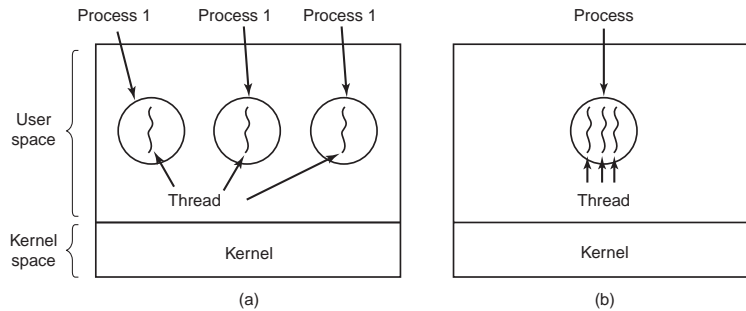 Process 1 Process 1 Process 1
Process
User
space
Thread
Thread
Kernel
space
Kernel
Kernel
(a)
(b)